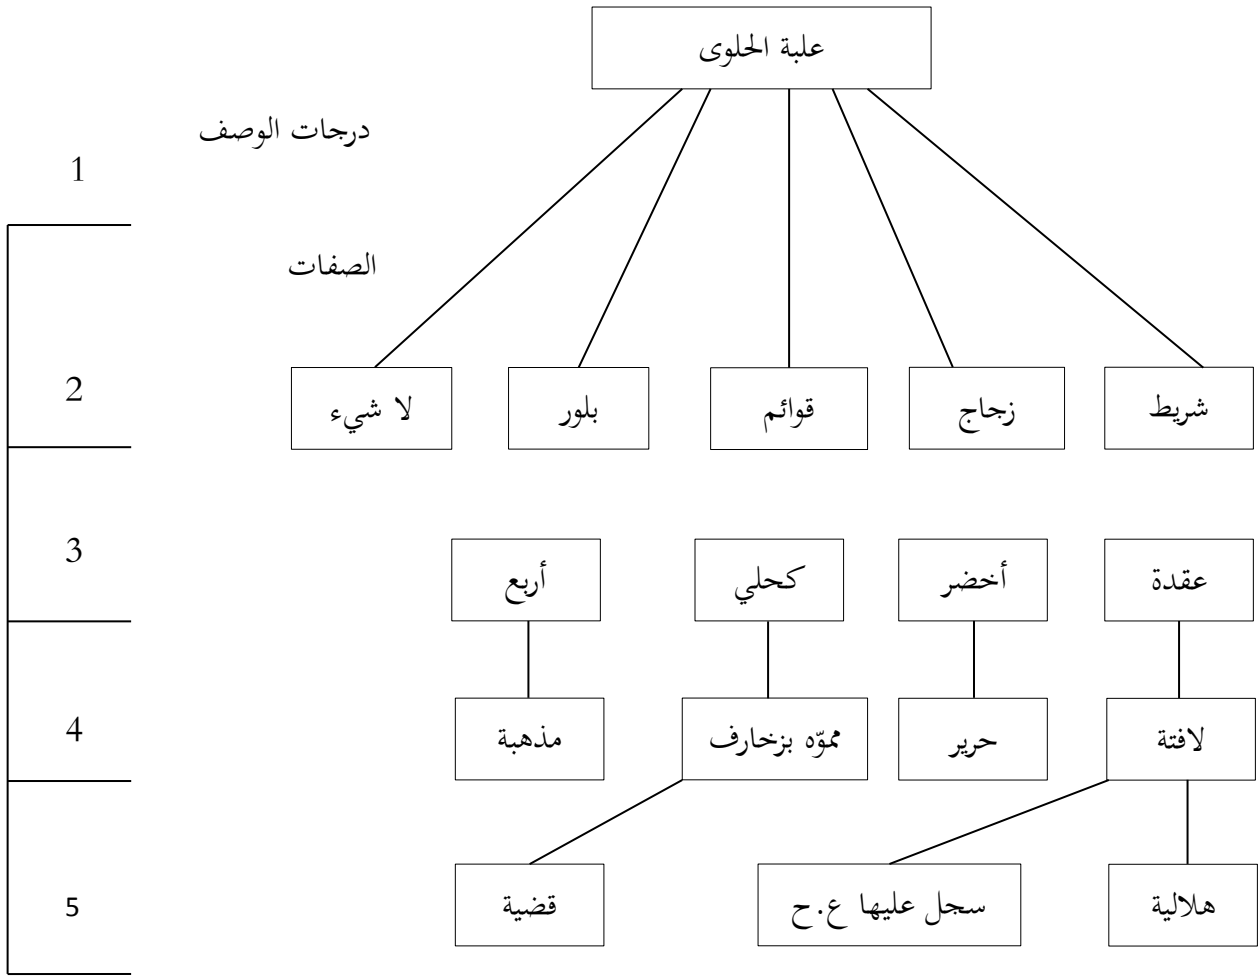 علبة الحلوى
درجات الوصف
1
الصفات
شريط
زجاج
قوائم
بلور
لا شيء
2
عقدة
أخضر
كحلي
أربع
3
لافتة
حرير
مموّه بزخارف
مذهبة
4
هلالية
سجل عليها ع.ح
قضية
5